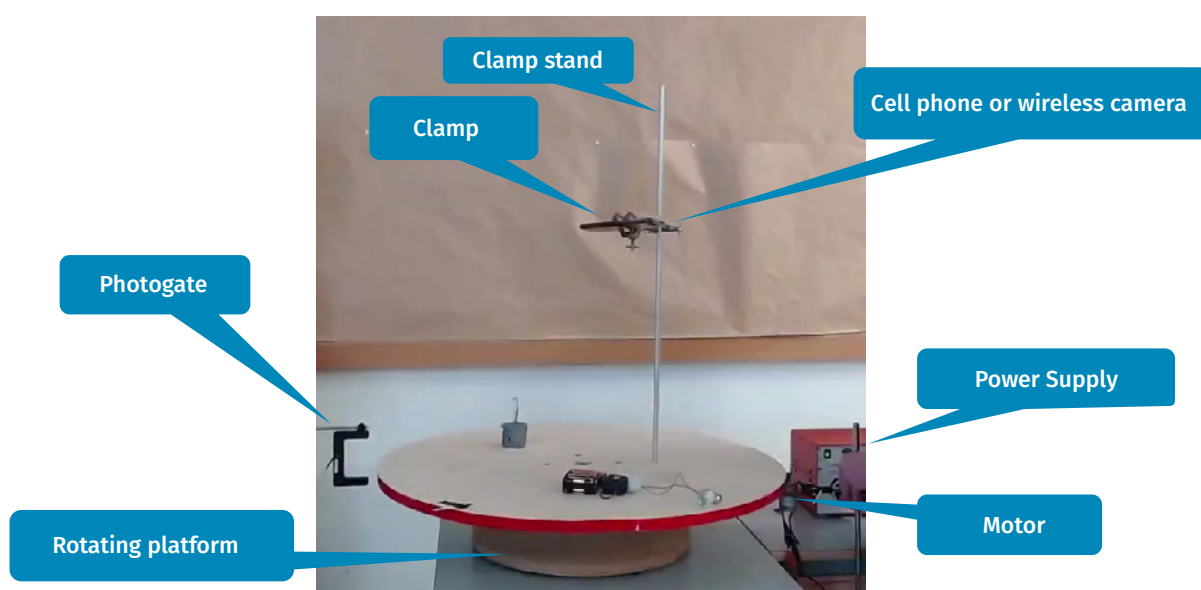 Clamp stand
Cell phone or wireless camera
Clamp
Photogate
Power Supply
Motor
Rotating platform